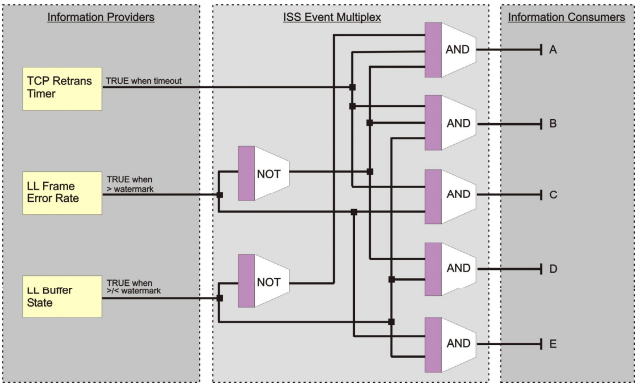 Information Providers
ISS Event Multiplex
Information Consumers
TCP Retrans
Timer
TRUE when timeout
LL Frame
Error Rate
TRUE when
> watermark
LL Buffer
State
TRUE when
>/< watermark
NOT
NOT
AND
AND
AND
AND
AND
A
B
C
D
E